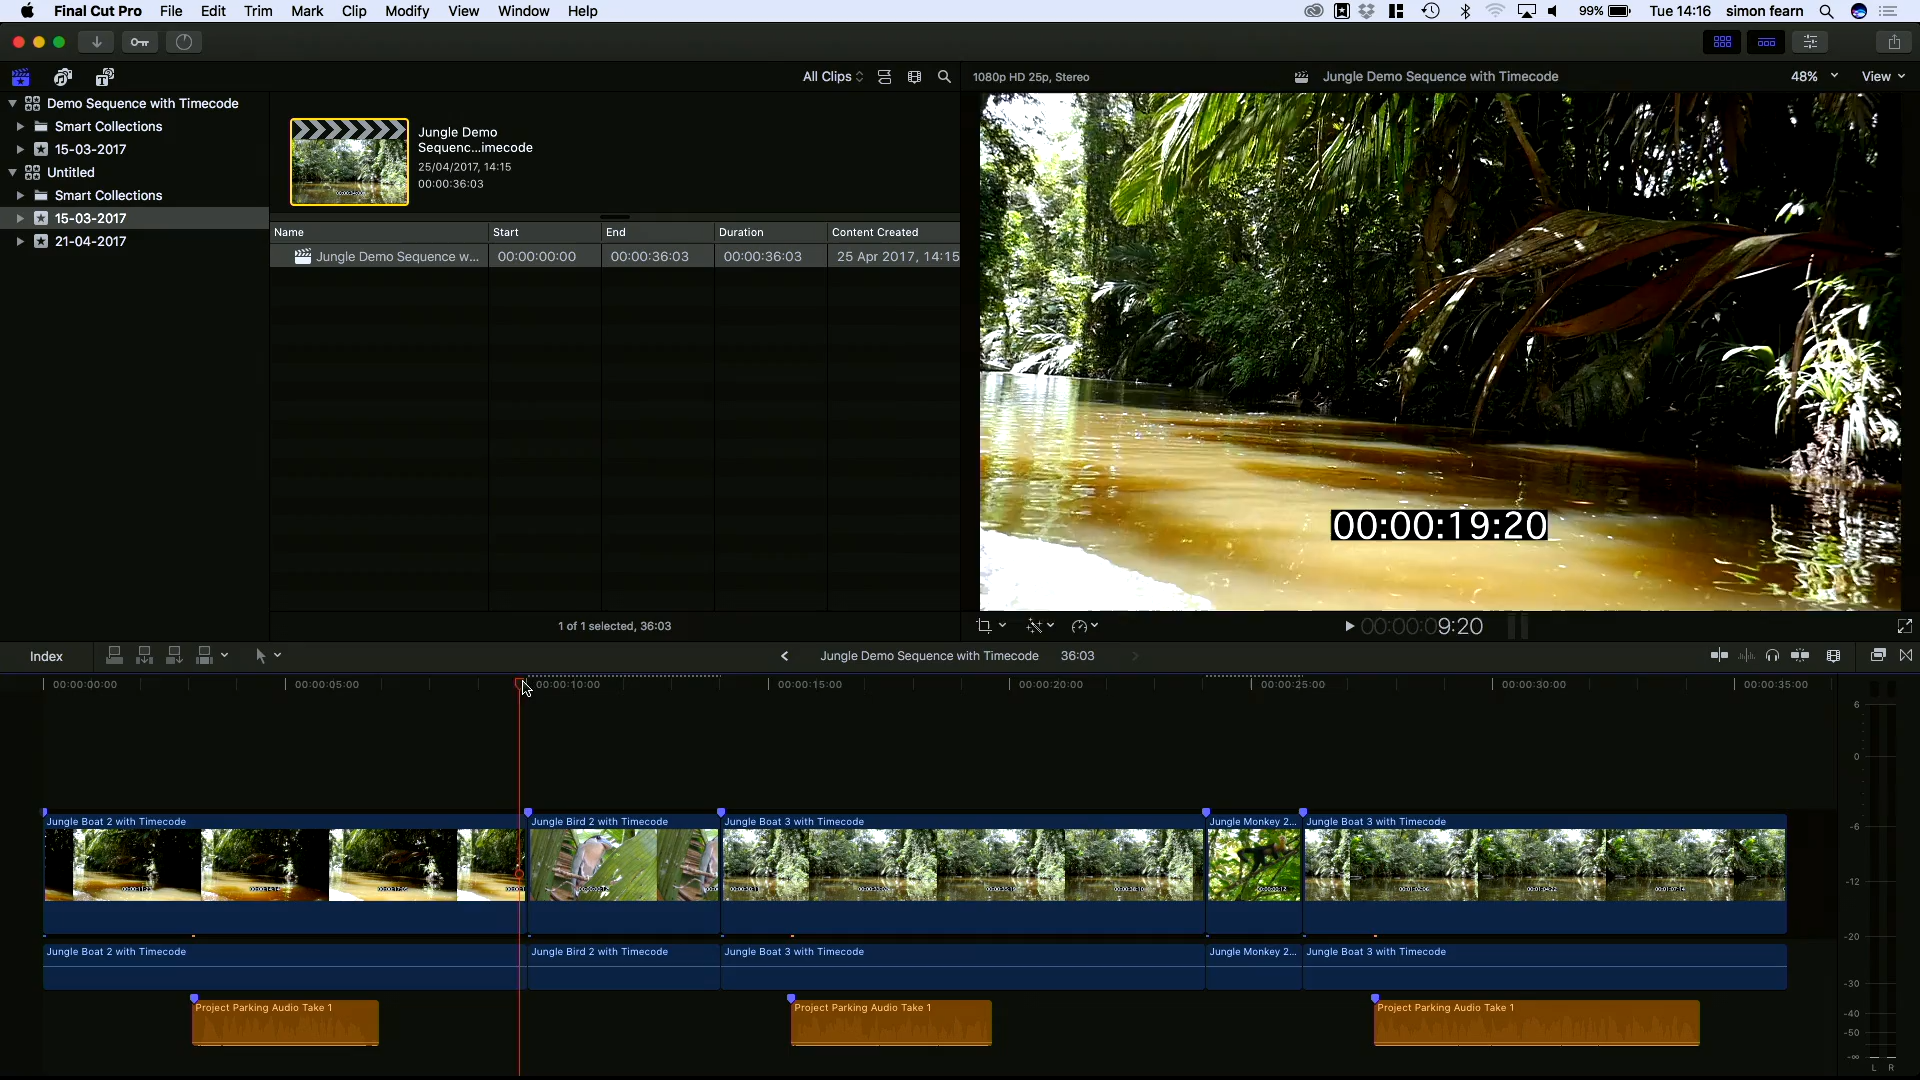 Final Cut Pro File Edit Trim Mark Clip Modify View Window Help
99% Tue 14:16 simon fearn
All Clips
1080p HD 25p, Stereo
Jungle Demo Sequence with Timecode
48% View
Demo Sequence with Timecode
Smart Collections
15-03-2017
Untitled
Smart Collections
15-03-2017
21-04-2017
Jungle Demo
Sequenc...imecode
25/04/2017, 14:15
00:00:36:03
Name Start End Duration Content Created
Jungle Demo Sequence w... 00:00:00:00 00:00:36:03 00:00:36:03 25 Apr 2017, 14:15
00:00:19:20
1 of 1 selected, 36:03
00:00:09:20
Index
Jungle Demo Sequence with Timecode 36:03
00:00:00:00 00:00:05:00 00:00:10:00 00:00:15:00 00:00:20:00 00:00:25:00 00:00:30:00 00:00:35:00
Jungle Boat 2 with Timecode Jungle Bird 2 with Timecode Jungle Boat 3 with Timecode Jungle Monkey 2... Jungle Boat 3 with Timecode
Jungle Boat 2 with Timecode Jungle Bird 2 with Timecode Jungle Boat 3 with Timecode Jungle Monkey 2... Jungle Boat 3 with Timecode
Project Parking Audio Take 1 Project Parking Audio Take 1 Project Parking Audio Take 1
6
0
-6
-12
-20
-30
-40
-50
-∞
L R